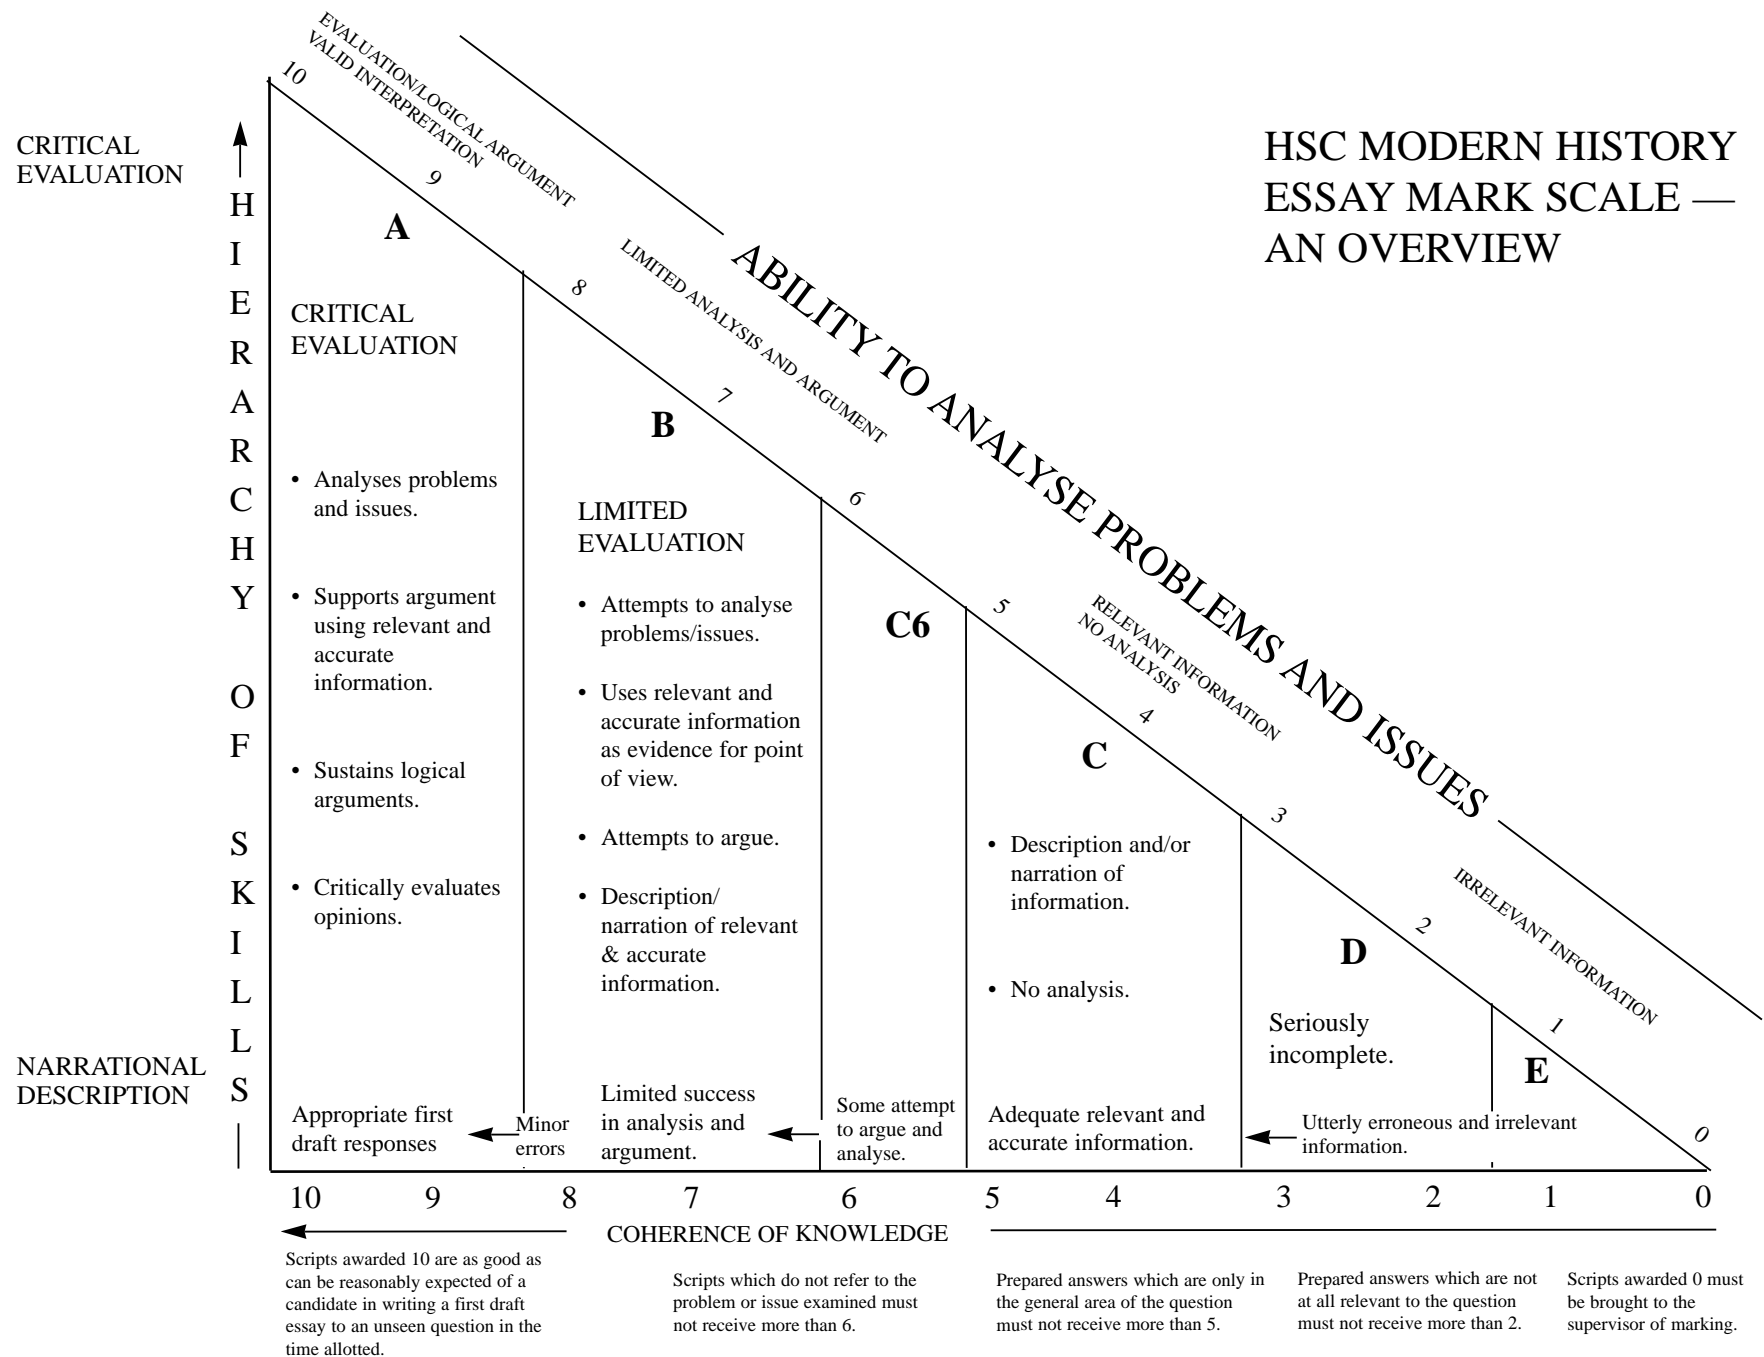 HSC MODERN HISTORY
ESSAY MARK SCALE —
AN OVERVIEW
CRITICAL
EVALUATION
HIERARCHY OF SKILLS
NARRATIONAL
DESCRIPTION
EVALUATION/LOGICAL ARGUMENT
VALID INTERPRETATION
LIMITED ANALYSIS AND ARGUMENT
RELEVANT INFORMATION
NO ANALYSIS
IRRELEVANT INFORMATION
ABILITY TO ANALYSE PROBLEMS AND ISSUES
10
9
8
7
6
5
4
3
2
1
0
A
CRITICAL
EVALUATION
• Analyses problems
and issues.
• Supports argument
using relevant and
accurate
information.
• Sustains logical
arguments.
• Critically evaluates
opinions.
Appropriate first
draft responses
Minor
errors
B
LIMITED
EVALUATION
• Attempts to analyse
problems/issues.
• Uses relevant and
accurate information
as evidence for point
of view.
• Attempts to argue.
• Description/
narration of relevant
& accurate
information.
Limited success
in analysis and
argument.
C6
Some attempt
to argue and
analyse.
C
• Description and/or
narration of
information.
• No analysis.
Adequate relevant and
accurate information.
D
Seriously
incomplete.
E
Utterly erroneous and irrelevant
information.
10 9 8 7 6 5 4 3 2 1 0
COHERENCE OF KNOWLEDGE
Scripts awarded 10 are as good as
can be reasonably expected of a
candidate in writing a first draft
essay to an unseen question in the
time allotted.
Scripts which do not refer to the
problem or issue examined must
not receive more than 6.
Prepared answers which are only in
the general area of the question
must not receive more than 5.
Prepared answers which are not
at all relevant to the question
must not receive more than 2.
Scripts awarded 0 must
be brought to the
supervisor of marking.